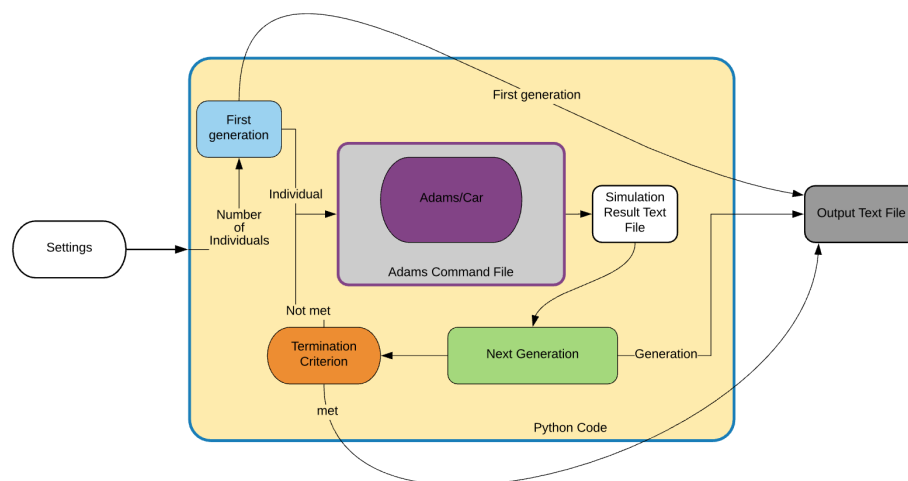 First generation
First
generation
Individual
Adams/Car
Simulation
Result Text
File
Output Text File
Number
of
Individuals
Settings
Adams Command File
Not met
Termination
Criterion
Next Generation
Generation
met
Python Code